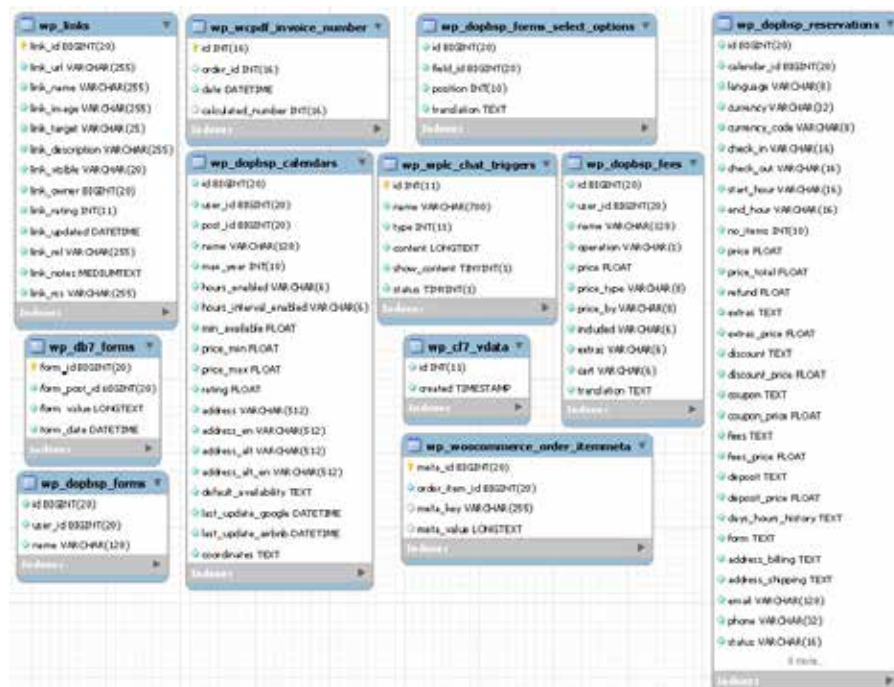 wp_links
link_id BIGINT(20)
link_url VARCHAR(255)
link_name VARCHAR(255)
link_image VARCHAR(255)
link_target VARCHAR(25)
link_description VARCHAR(255)
link_visible VARCHAR(20)
link_owner BIGINT(20)
link_rating INT(11)
link_updated DATETIME
link_rel VARCHAR(255)
link_notes MEDIUMTEXT
link_rss VARCHAR(255)
Indexes
wp_db7_forms
form_id BIGINT(20)
form_post_id BIGINT(20)
form_value LONGTEXT
form_date DATETIME
Indexes
wp_dopbsp_forms
id BIGINT(20)
user_id BIGINT(20)
name VARCHAR(128)
Indexes
wp_wcpdf_invoice_number
id INT(16)
order_id INT(16)
date DATETIME
calculated_number INT(16)
Indexes
wp_dopbsp_calendars
id BIGINT(20)
user_id BIGINT(20)
post_id BIGINT(20)
name VARCHAR(128)
max_year INT(10)
hours_enabled VARCHAR(6)
hours_interval_enabled VARCHAR(6)
min_available FLOAT
price_min FLOAT
price_max FLOAT
rating FLOAT
address VARCHAR(512)
address_en VARCHAR(512)
address_alt VARCHAR(512)
address_alt_en VARCHAR(512)
default_availability TEXT
last_update_google DATETIME
last_update_airbnb DATETIME
coordinates TEXT
Indexes
wp_dopbsp_forms_select_options
id BIGINT(20)
field_id BIGINT(20)
position INT(10)
translation TEXT
Indexes
wp_wplc_chat_triggers
id INT(11)
name VARCHAR(700)
type INT(11)
content LONGTEXT
show_content TINYINT(1)
status TINYINT(1)
Indexes
wp_dopbsp_fees
id BIGINT(20)
user_id BIGINT(20)
name VARCHAR(128)
operation VARCHAR(1)
price FLOAT
price_type VARCHAR(8)
price_by VARCHAR(8)
included VARCHAR(6)
extras VARCHAR(6)
cart VARCHAR(6)
translation TEXT
Indexes
wp_cf7_vdata
id INT(11)
created TIMESTAMP
Indexes
wp_woocommerce_order_itemmeta
meta_id BIGINT(20)
order_item_id BIGINT(20)
meta_key VARCHAR(255)
meta_value LONGTEXT
Indexes
wp_dopbsp_reservations
id BIGINT(20)
calendar_id BIGINT(20)
language VARCHAR(8)
currency VARCHAR(32)
currency_code VARCHAR(8)
check_in VARCHAR(16)
check_out VARCHAR(16)
start_hour VARCHAR(16)
end_hour VARCHAR(16)
no_items INT(10)
price FLOAT
price_total FLOAT
refund FLOAT
extras TEXT
extras_price FLOAT
discount TEXT
discount_price FLOAT
coupon TEXT
coupon_price FLOAT
fees TEXT
fees_price FLOAT
deposit TEXT
deposit_price FLOAT
days_hours_history TEXT
form TEXT
address_billing TEXT
address_shipping TEXT
email VARCHAR(128)
phone VARCHAR(32)
status VARCHAR(16)
more...
Indexes